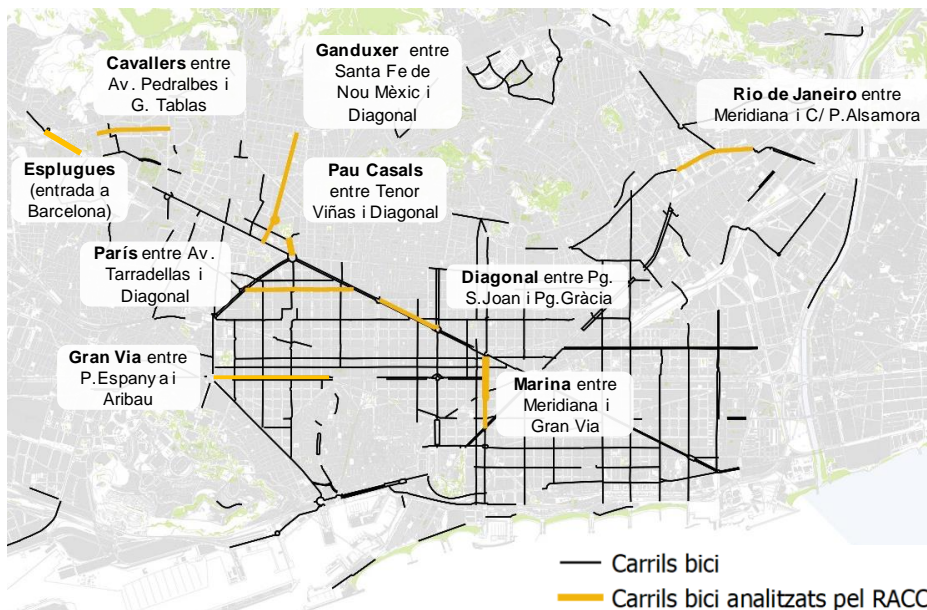 Cavallers entre
Av. Pedralbes i
G. Tablas
Ganduxer entre
Santa Fe de
Nou Mèxic i
Diagonal
Rio de Janeiro entre
Meridiana i C/ P.Alsamora
Esplugues
(entrada a
Barcelona)
Pau Casals
entre Tenor
Viñas i Diagonal
París entre Av.
Tarradellas i
Diagonal
Diagonal entre Pg.
S.Joan i Pg.Gràcia
Gran Via entre
P.Espanya i
Aribau
Marina entre
Meridiana i
Gran Via
Carrils bici
Carrils bici analitzats pel RACC